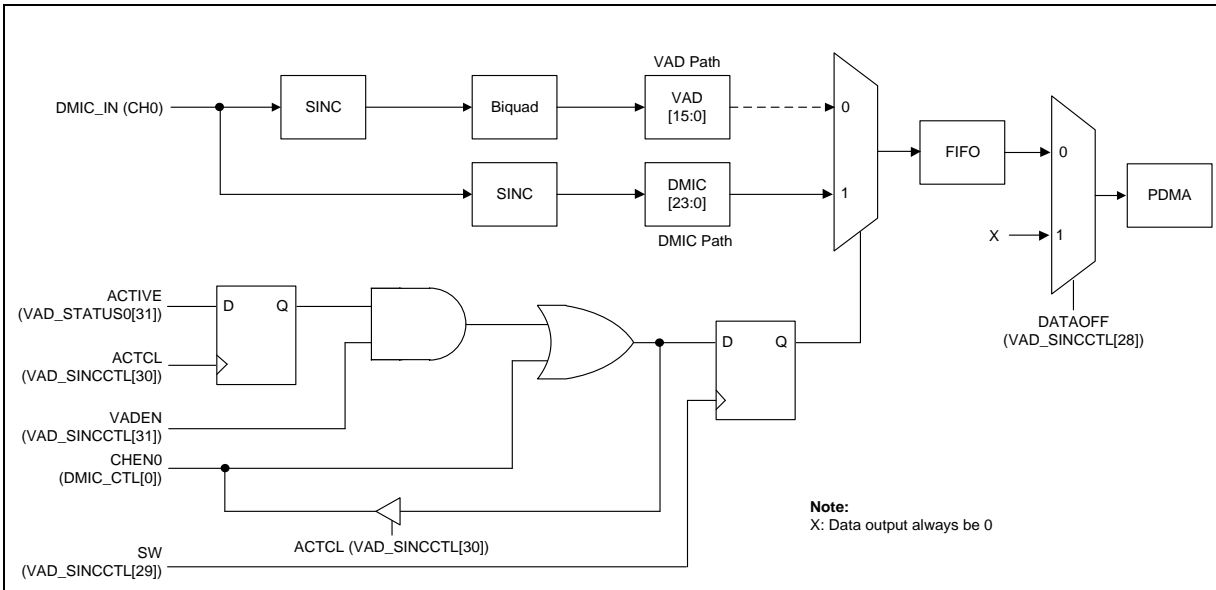 VAD Path
DMIC_IN (CH0)
SINC
Biquad
VAD
[15:0]
0
FIFO
0
PDMA
SINC
DMIC
[23:0]
1
DMIC Path
X
1
DATAOFF
(VAD_SINCCTL[28])
ACTIVE
(VAD_STATUS0[31])
D
Q
ACTCL
(VAD_SINCCTL[30])
D
Q
VADEN
(VAD_SINCCTL[31])
CHEN0
(DMIC_CTL[0])
ACTCL (VAD_SINCCTL[30])
SW
(VAD_SINCCTL[29])
Note:
X: Data output always be 0